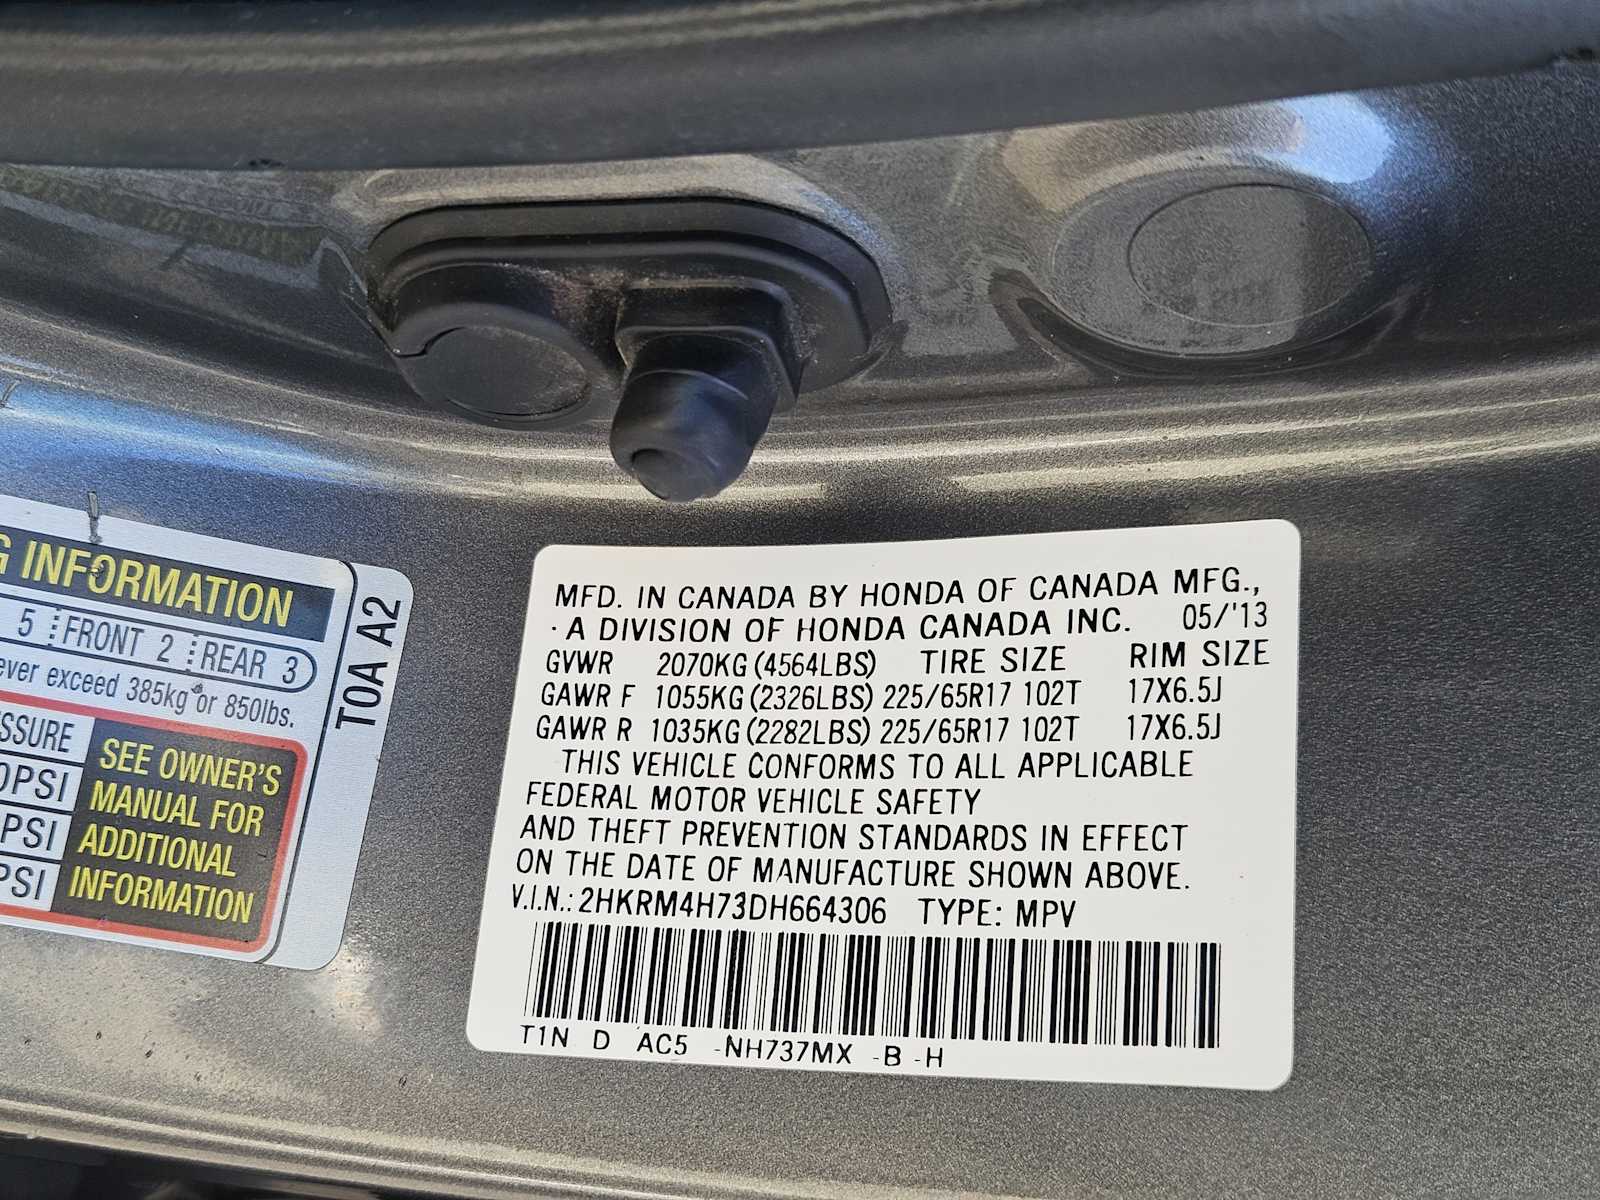 INFORMATION
5 FRONT 2 REAR 3
exceed 385kg or 850lbs.
SEE OWNER'S
MANUAL FOR
ADDITIONAL
INFORMATION
PSI
PSI
T0A A2
MFD. IN CANADA BY HONDA OF CANADA MFG.,
A DIVISION OF HONDA CANADA INC. 05/'13
GVWR 2070KG (4564LBS) TIRE SIZE RIM SIZE
GAWR F 1055KG (2326LBS) 225/65R17 102T 17X6.5J
GAWR R 1035KG (2282LBS) 225/65R17 102T 17X6.5J
THIS VEHICLE CONFORMS TO ALL APPLICABLE
FEDERAL MOTOR VEHICLE SAFETY
AND THEFT PREVENTION STANDARDS IN EFFECT
ON THE DATE OF MANUFACTURE SHOWN ABOVE.
V.I.N.: 2HKRM4H73DH664306 TYPE: MPV
T1N D AC5 -NH737MX -B -H